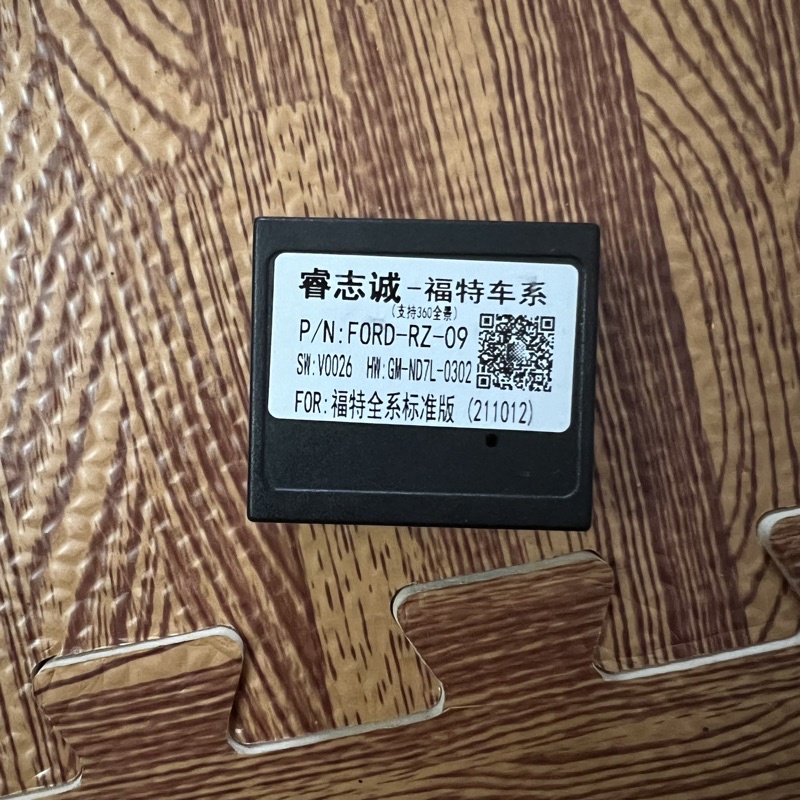 睿志诚-福特车系
(支持360全景)
P/N:FORD-RZ-09
SW:V0026 HW:GM-ND7L-0302
FOR:福特全系标准版 (211012)